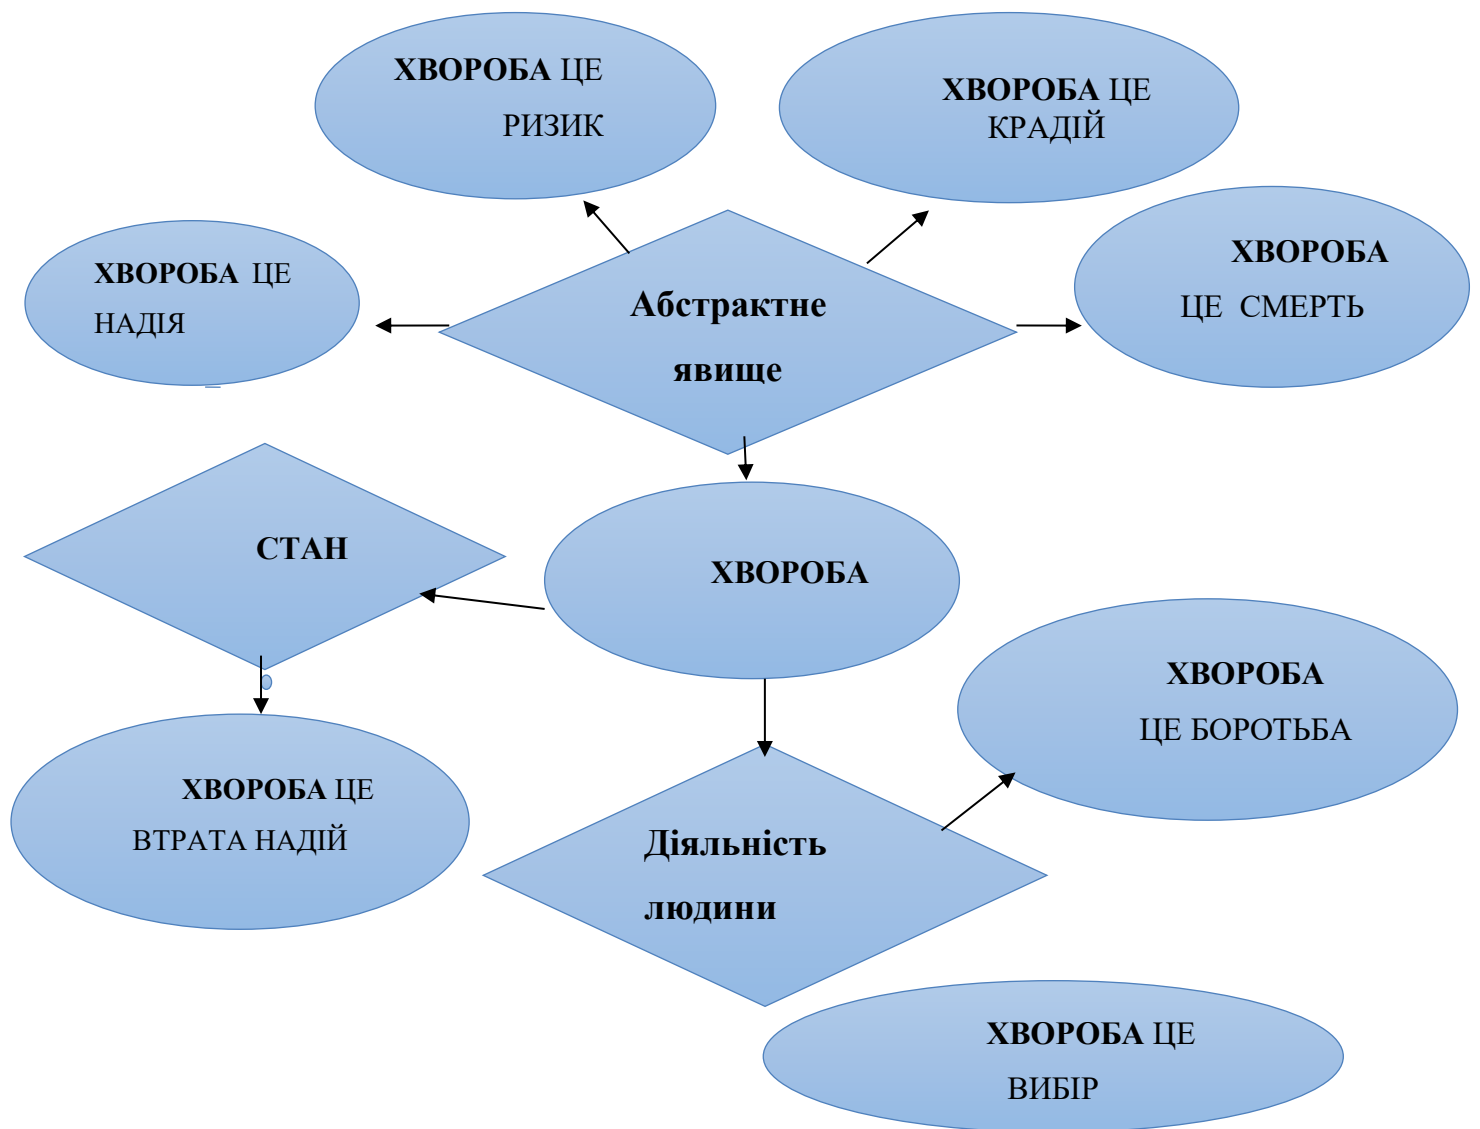 ХВОРОБА ЦЕ
РИЗИК
ХВОРОБА ЦЕ
КРАДІЙ
ХВОРОБА
ЦЕ СМЕРТЬ
ХВОРОБА ЦЕ
НАДІЯ
Абстрактне
явище
СТАН
ХВОРОБА
ХВОРОБА
ЦЕ БОРОТЬБА
ХВОРОБА ЦЕ
ВТРАТА НАДІЙ
Діяльність
людини
ХВОРОБА ЦЕ
ВИБІР